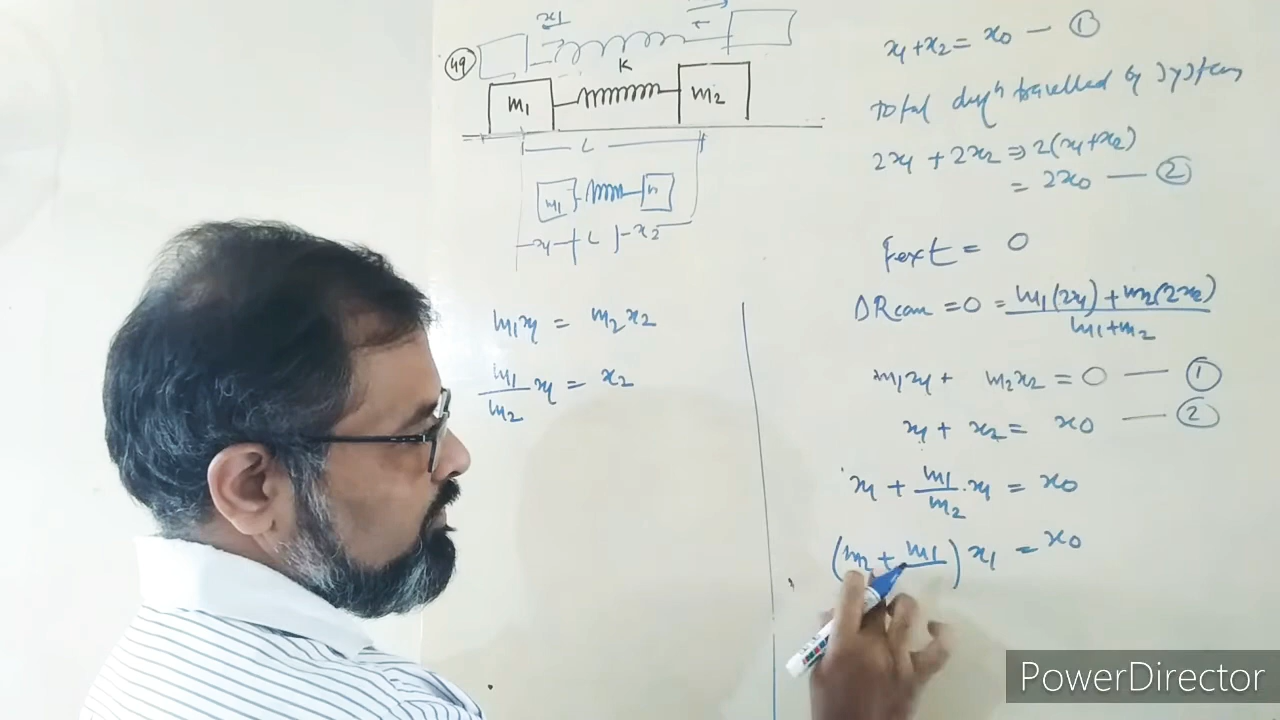 x1
49
K
m1
m2
L
m1
x1
L
x2
m1x1 = m2x2
m1/m2 x1 = x2
x1 + x2 = x0 — 1
total travelled by system
2x1 + 2x2 ⇒ 2(x1+x2)
= 2x0 — 2
Fext = 0
ΔRcom = 0 = m1(2x1) + m2(2x2) / m1+m2
m1x1 + m2x2 = 0 — 1
x1 + x2 = x0 — 2
x1 + m1/m2 . x1 = x0
(m2 + m1) x1 = x0
PowerDirector